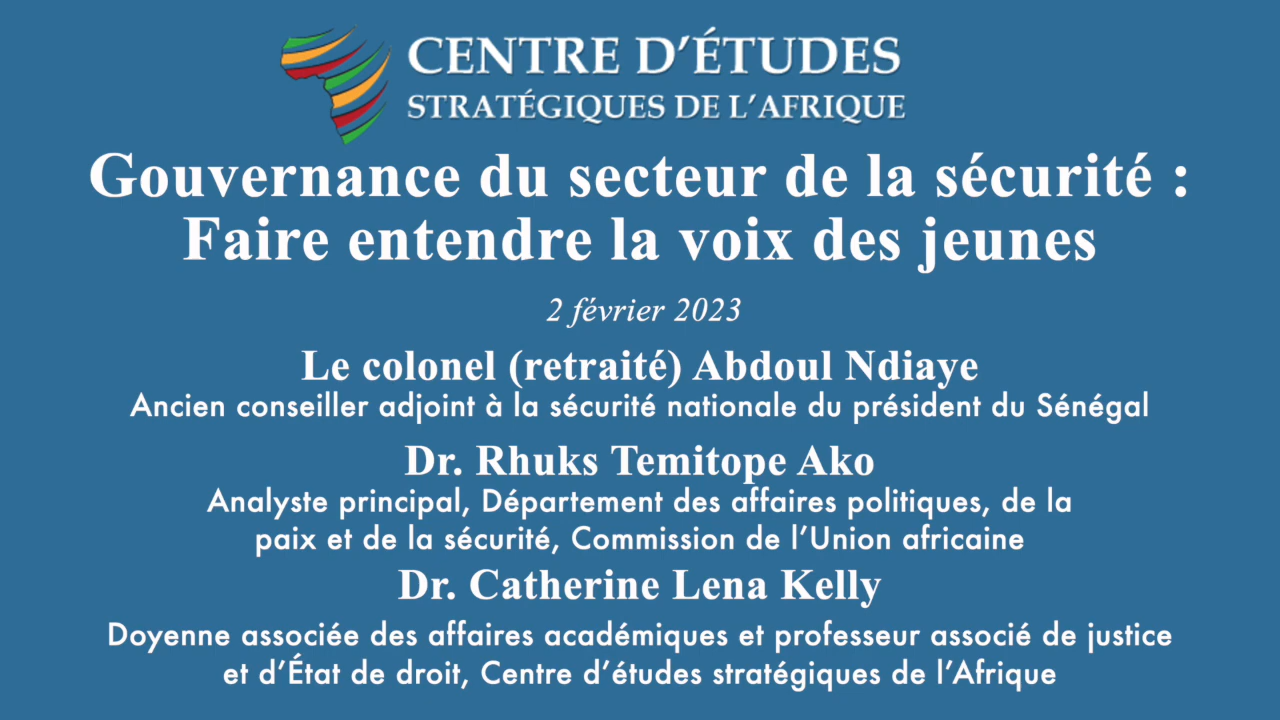 CENTRE D’ÉTUDES
STRATÉGIQUES DE L’AFRIQUE
Gouvernance du secteur de la sécurité :
Faire entendre la voix des jeunes
2 février 2023
Le colonel (retraité) Abdoul Ndiaye
Ancien conseiller adjoint à la sécurité nationale du président du Sénégal
Dr. Rhuks Temitope Ako
Analyste principal, Département des affaires politiques, de la
paix et de la sécurité, Commission de l’Union africaine
Dr. Catherine Lena Kelly
Doyenne associée des affaires académiques et professeur associé de justice
et d’État de droit, Centre d’études stratégiques de l’Afrique